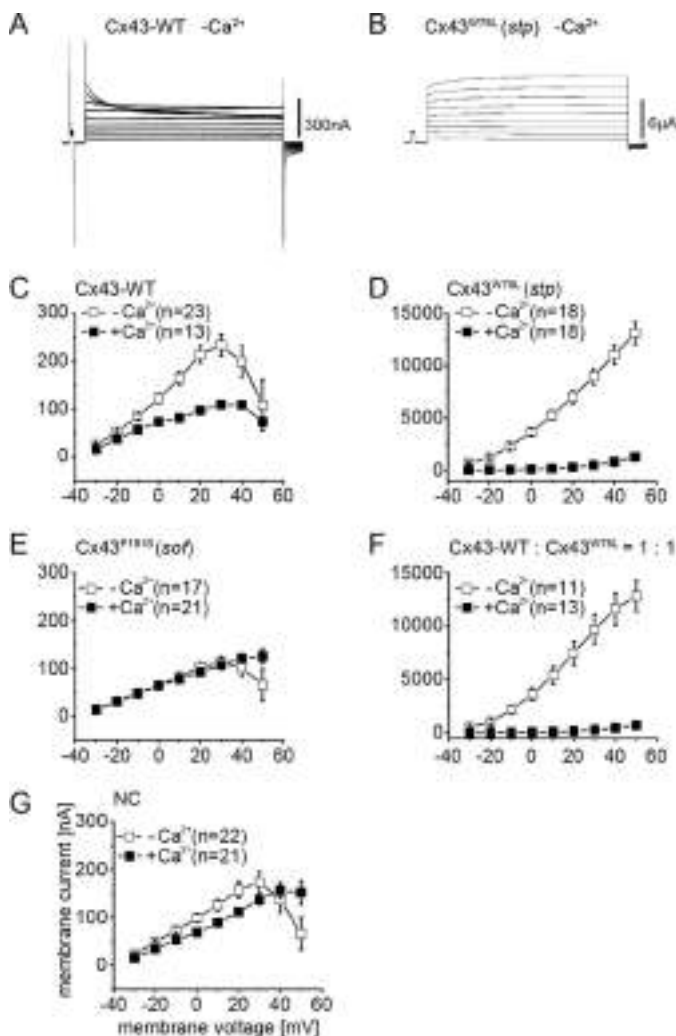 A Cx43-WT -Ca²⁺
300nA
B (stp) -Ca²⁺
6µA
C Cx43-WT
-Ca²⁺(n=23)
+Ca²⁺(n=13)
300
200
100
0
-40 -20 0 20 40 60
D (stp)
-Ca²⁺(n=18)
+Ca²⁺(n=18)
15000
10000
5000
0
-40 -20 0 20 40 60
E (sof)
-Ca²⁺(n=17)
+Ca²⁺(n=21)
300
200
100
0
-40 -20 0 20 40 60
F Cx43-WT : = 1 : 1
-Ca²⁺(n=11)
+Ca²⁺(n=13)
15000
10000
5000
0
-40 -20 0 20 40 60
G NC
-Ca²⁺(n=22)
+Ca²⁺(n=21)
membrane current [nA]
300
200
100
0
-40 -20 0 20 40 60
membrane voltage [mV]